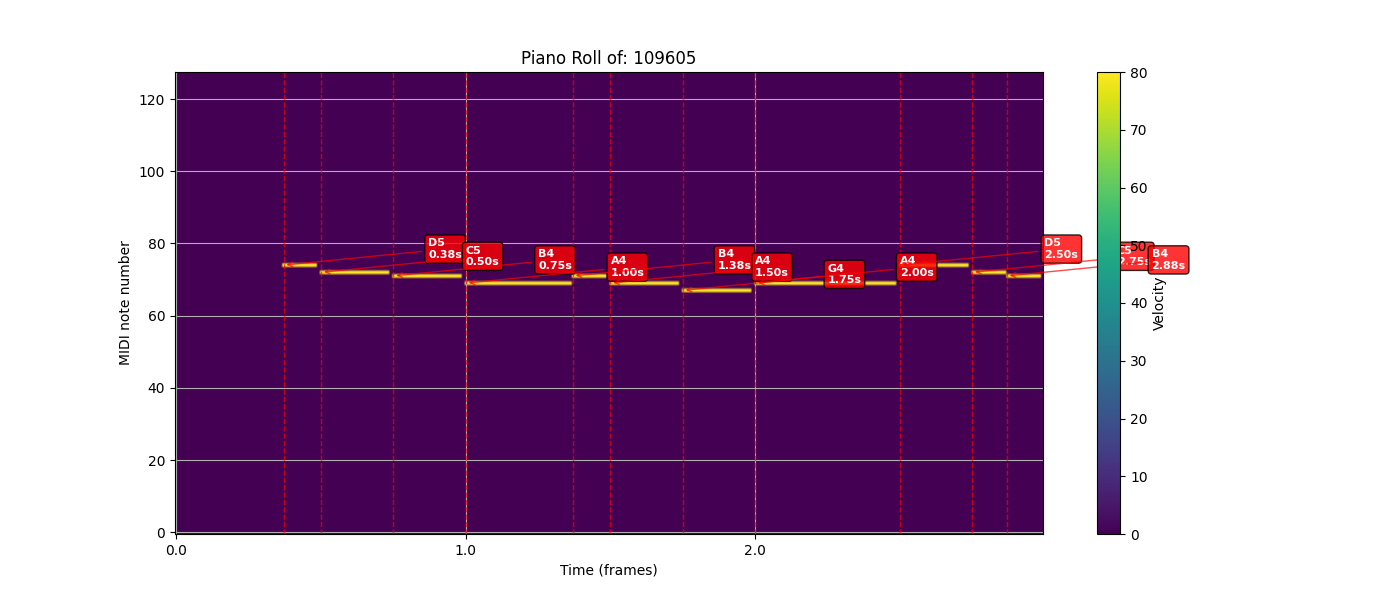 Piano Roll of: 109605
MIDI note number
120
100
80
60
40
20
0
D5
0.38s
C5
0.50s
B4
0.75s
A4
1.00s
B4
1.38s
A4
1.50s
G4
1.75s
A4
2.00s
D5
2.50s
C5
2.75s
B4
2.88s
0.0
1.0
2.0
Time (frames)
80
70
60
50
40
30
20
10
0
Velocity